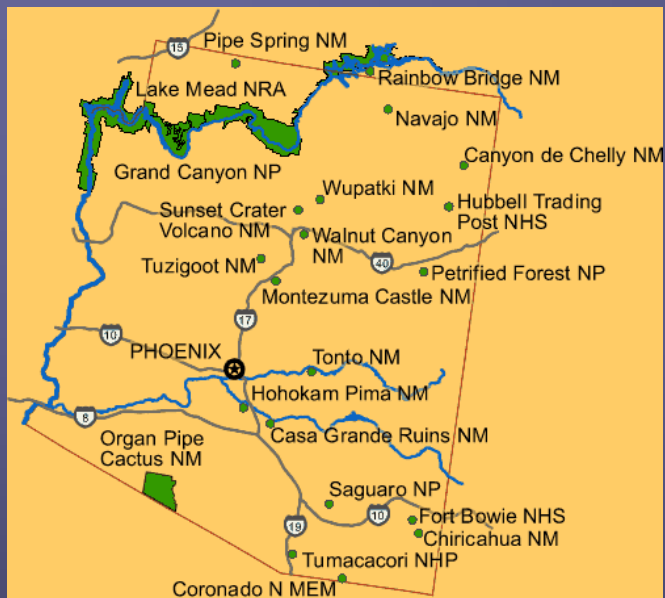 Pipe Spring NM
15
Rainbow Bridge NM
Lake Mead NRA
Navajo NM
Canyon de Chelly NM
Grand Canyon NP
Wupatki NM
Hubbell Trading
Post NHS
Sunset Crater
Volcano NM
Walnut Canyon
NM
Tuzigoot NM
40
Petrified Forest NP
Montezuma Castle NM
17
10
PHOENIX
Tonto NM
Hohokam Pima NM
8
Casa Grande Ruins NM
Organ Pipe
Cactus NM
Saguaro NP
10
Fort Bowie NHS
19
Chiricahua NM
Tumacacori NHP
Coronado N MEM